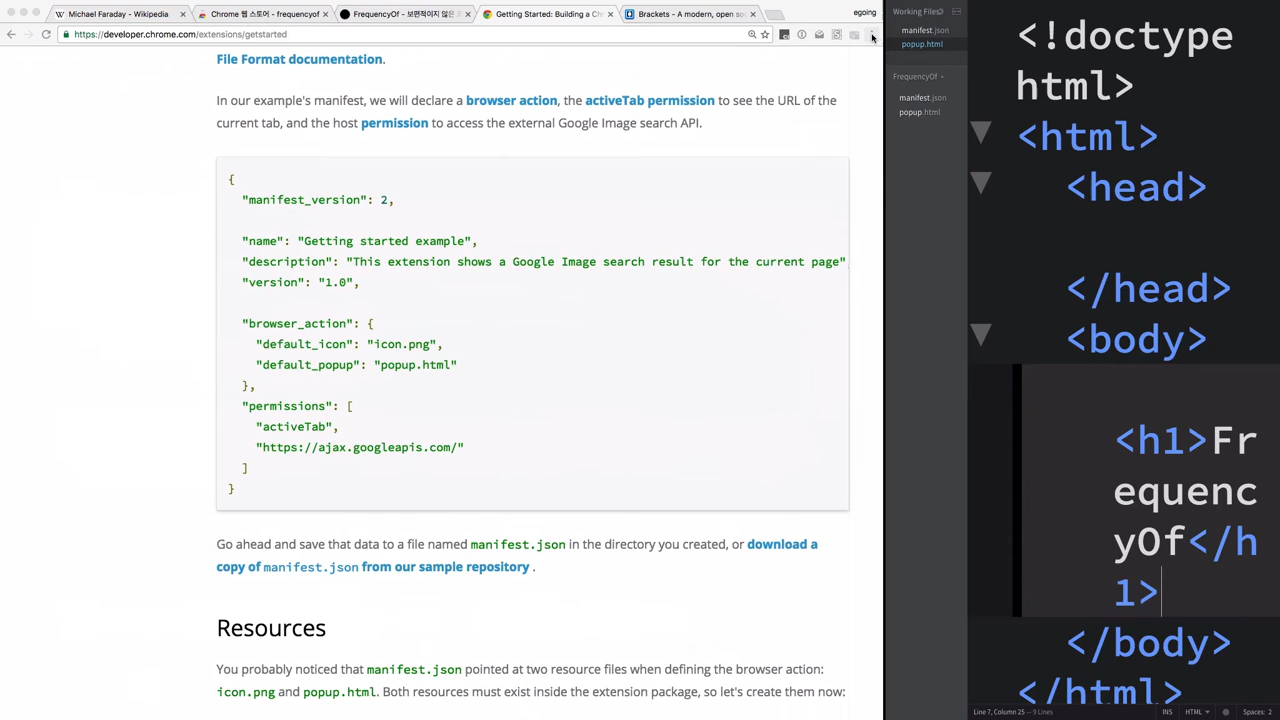 Michael Faraday - Wikipedia
Chrome 웹 스토어 - frequencyof
FrequencyOf - 보편적이지 않은
Getting Started: Building a Ch
Brackets - A modern, open sou
egoing
https://developer.chrome.com/extensions/getstarted
File Format documentation.
In our example's manifest, we will declare a browser action, the activeTab permission to see the URL of the
current tab, and the host permission to access the external Google Image search API.
{
"manifest_version": 2,
"name": "Getting started example",
"description": "This extension shows a Google Image search result for the current page"
"version": "1.0",
"browser_action": {
"default_icon": "icon.png",
"default_popup": "popup.html"
},
"permissions": [
"activeTab",
"https://ajax.googleapis.com/"
]
}
Go ahead and save that data to a file named manifest.json in the directory you created, or download a
copy of manifest.json from our sample repository .
Resources
You probably noticed that manifest.json pointed at two resource files when defining the browser action:
icon.png and popup.html. Both resources must exist inside the extension package, so let's create them now:
Working Files
manifest.json
popup.html
FrequencyOf
manifest.json
popup.html
<!doctype
html>
<html>
<head>
</head>
<body>
<h1>Fr
equenc
yOf</h
1>
</body>
</html>
Line 7, Column 25 — 9 Lines
INS
HTML
Spaces: 2